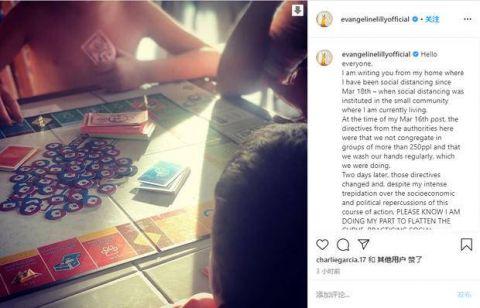 evangelinelillyofficial • 关注
evangelinelillyofficial Hello
everyone.
I am writing you from my home where
I have been social distancing since
Mar 18th – when social distancing was
instituted in the small community
where I am currently living.
At the time of my Mar 16th post, the
directives from the authorities here
were that we not congregate in
groups of more than 250ppl and that
we wash our hands regularly, which
we were doing.
Two days later, those directives
changed and, despite my intense
trepidation over the socioeconomic
and political repercussions of this
course of action, PLEASE KNOW I AM
DOING MY PART TO FLATTEN THE
CURVE, PRACTISING SOCIAL
charliegarcia.17 和 其他用户 赞了
3 小时前
添加评论...
发布